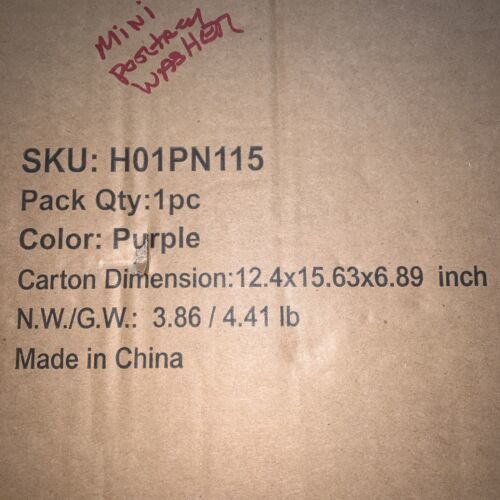 MINI
WASHER
SKU: H01PN115
Pack Qty:1pc
Color: Purple
Carton Dimension:12.4x15.63x6.89 inch
N.W./G.W.: 3.86 / 4.41 lb
Made in China